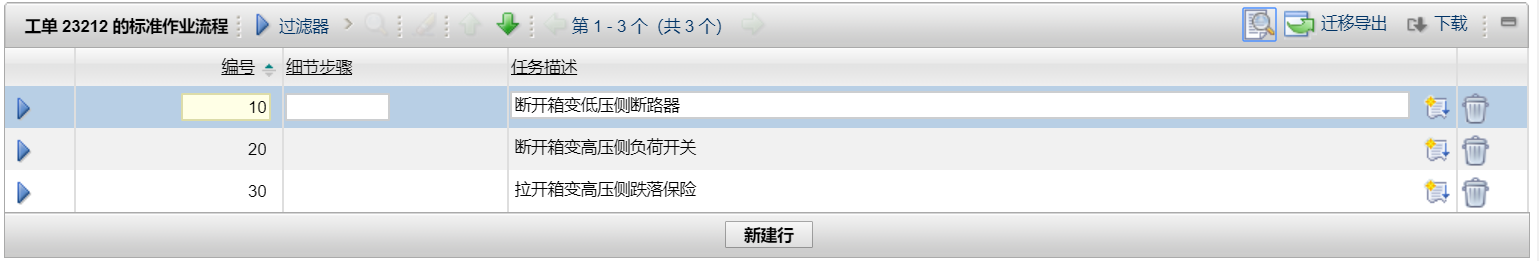 工单 23212 的标准作业流程 过滤器 第 1 - 3 个 (共 3 个) 迁移导出 下载
编号 细节步骤 任务描述
10 断开箱变低压侧断路器
20 断开箱变高压侧负荷开关
30 拉开箱变高压侧跌落保险
新建行